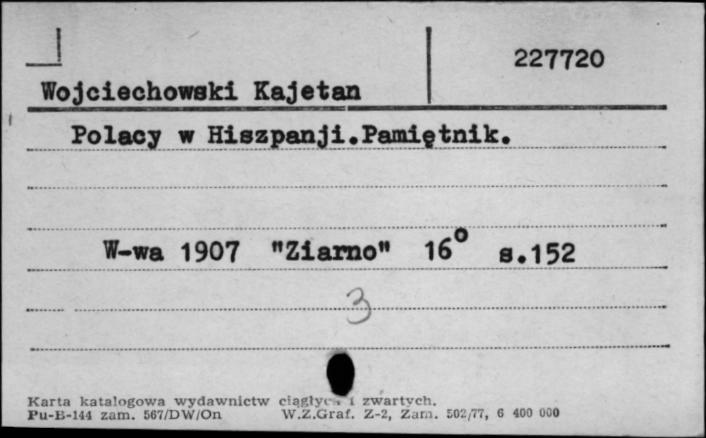 227720
Wojciechowski Kajetan
Polacy w Hiszpanji.Pamiętnik.
W-wa 1907 "Ziarno" 16° s.152
3
Karta katalogowa wydawnictw ciągłych i zwartych.
Pu-B-144 zam. 567/DW/On W.Z.Graf. Z-2, Zam. 502/77, 6 400 000